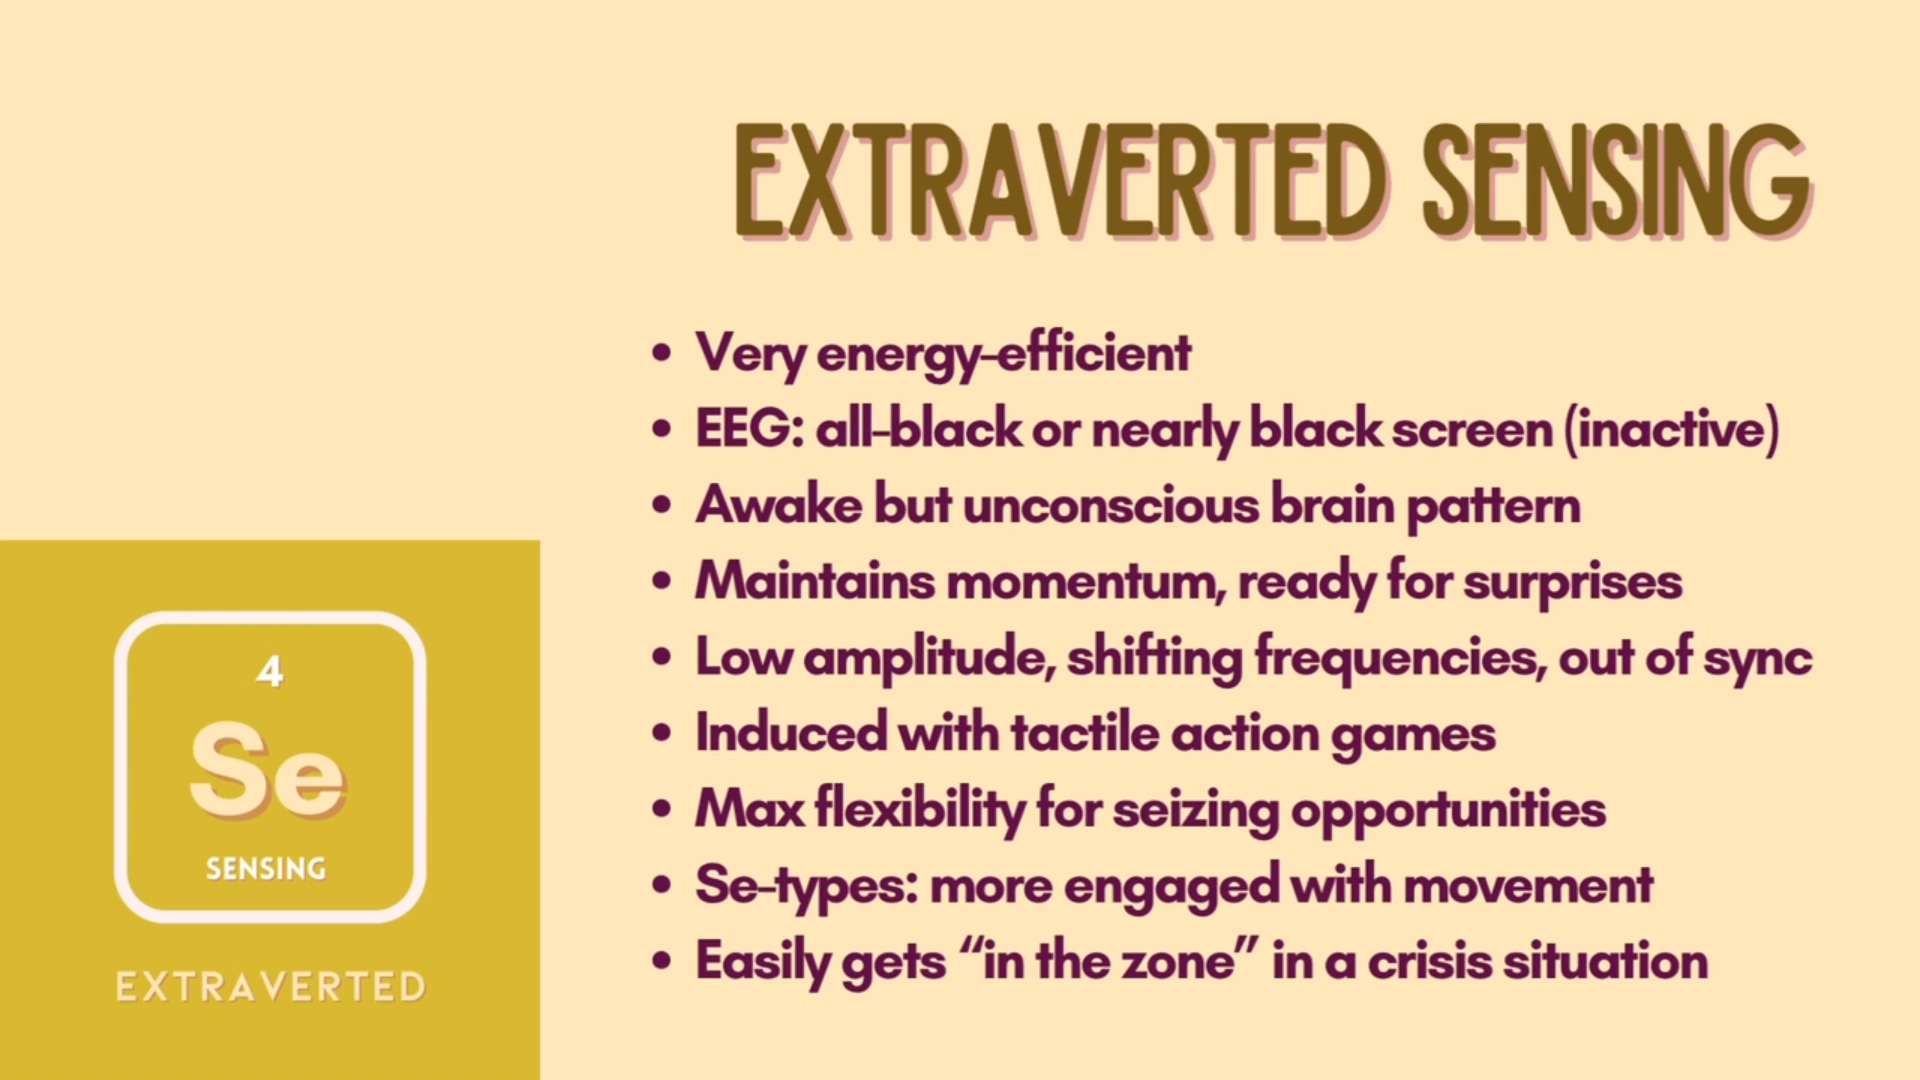 EXTRAVERTED SENSING
• Very energy-efficient
• EEG: all-black or nearly black screen (inactive)
• Awake but unconscious brain pattern
• Maintains momentum, ready for surprises
• Low amplitude, shifting frequencies, out of sync
• Induced with tactile action games
• Max flexibility for seizing opportunities
• Se-types: more engaged with movement
• Easily gets “in the zone” in a crisis situation
4
Se
SENSING
EXTRAVERTED